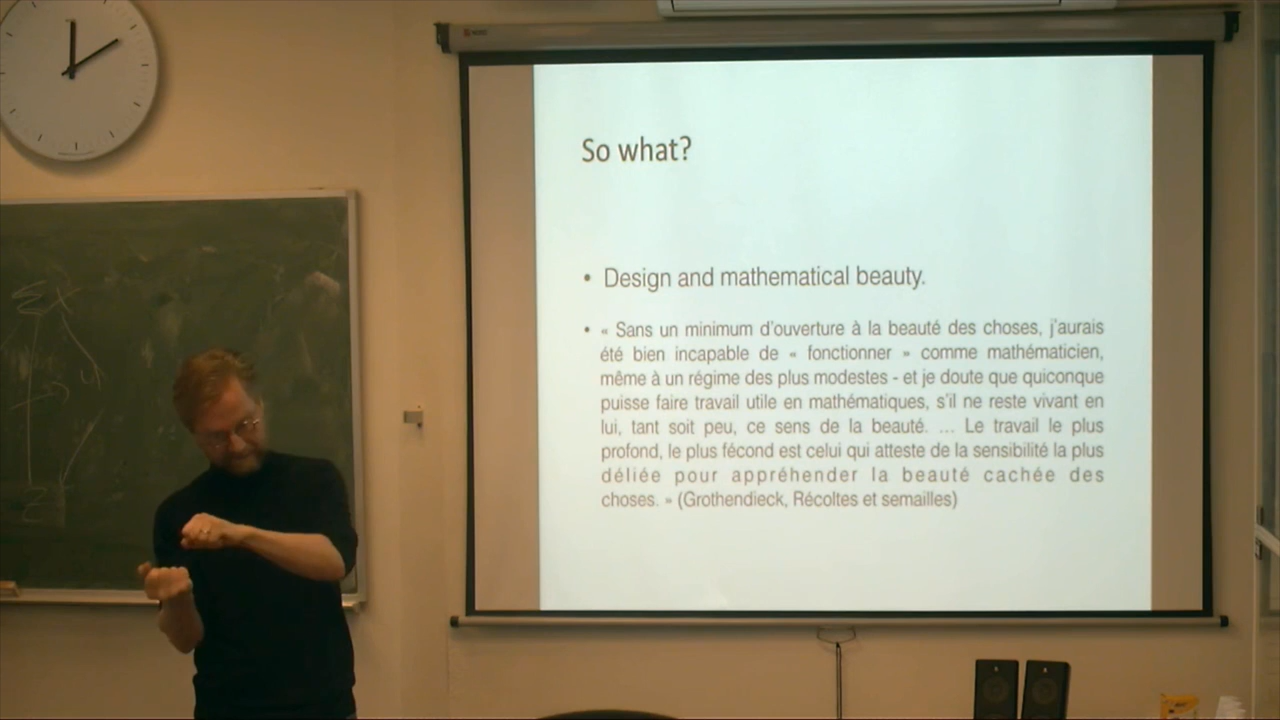 So what?
• Design and mathematical beauty.
• « Sans un minimum d'ouverture à la beauté des choses, j'aurais
été bien incapable de « fonctionner » comme mathématicien,
même à un régime des plus modestes - et je doute que quiconque
puisse faire travail utile en mathématiques, s'il ne reste vivant en
lui, tant soit peu, ce sens de la beauté. ... Le travail le plus
profond, le plus fécond est celui qui atteste de la sensibilité la plus
déliée pour appréhender la beauté cachée des
choses. » (Grothendieck, Récoltes et semailles)